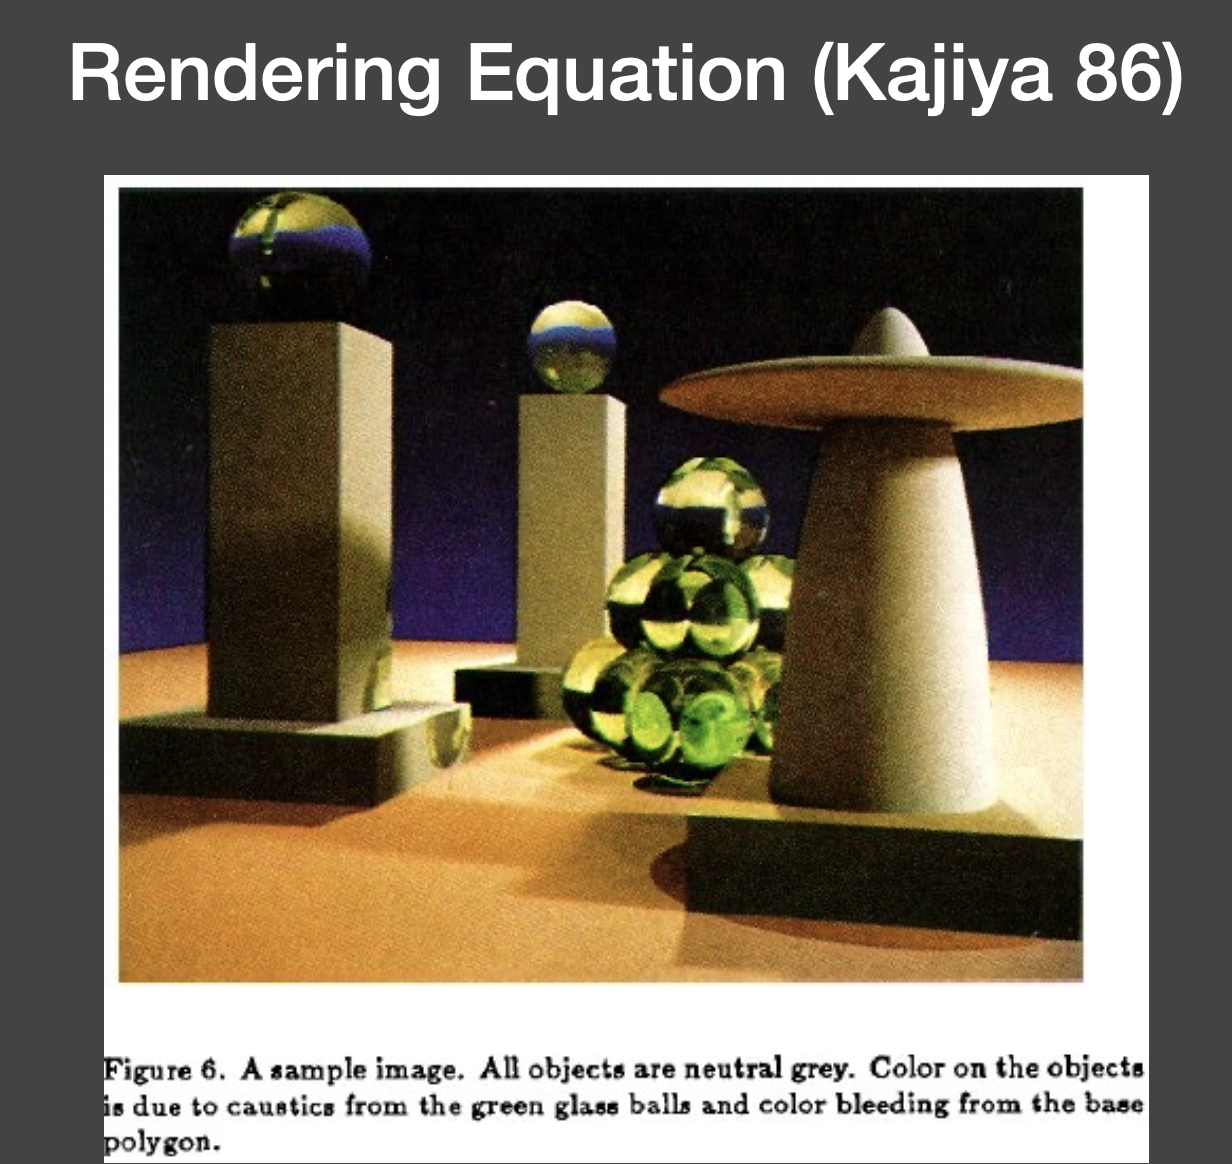 Rendering Equation (Kajiya 86)
Figure 6. A sample image. All objects are neutral grey. Color on the objects
is due to caustics from the green glass balls and color bleeding from the base
polygon.